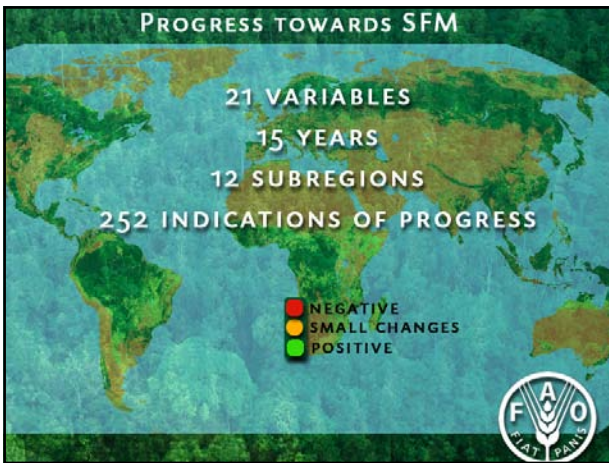 PROGRESS TOWARDS SFM
21 VARIABLES
15 YEARS
12 SUBREGIONS
252 INDICATIONS OF PROGRESS
NEGATIVE
SMALL CHANGES
POSITIVE
F A O
FIAT PANIS